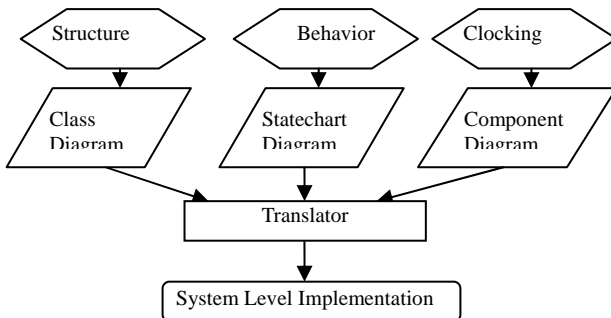 Structure
Behavior
Clocking
Class
Diagram
Statechart
Diagram
Component
Diagram
Translator
System Level Implementation